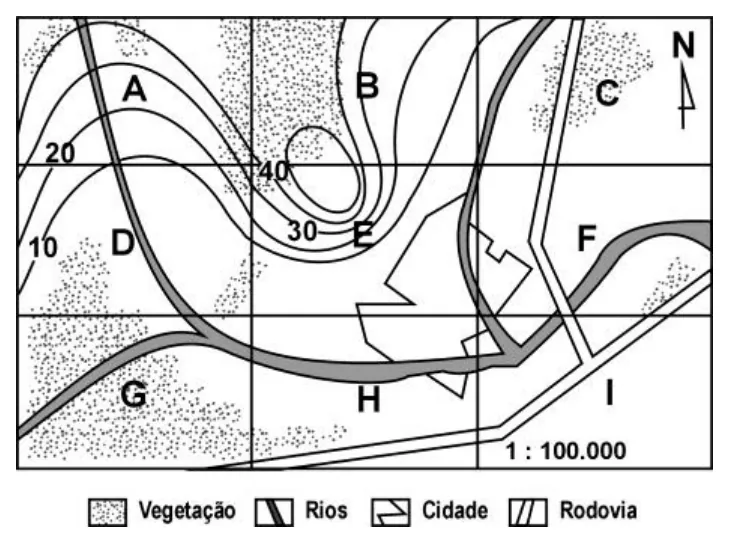 N
A
B
C
20
40
D
30
E
F
10
G
H
I
1 : 100.000
Vegetação
Rios
Cidade
Rodovia